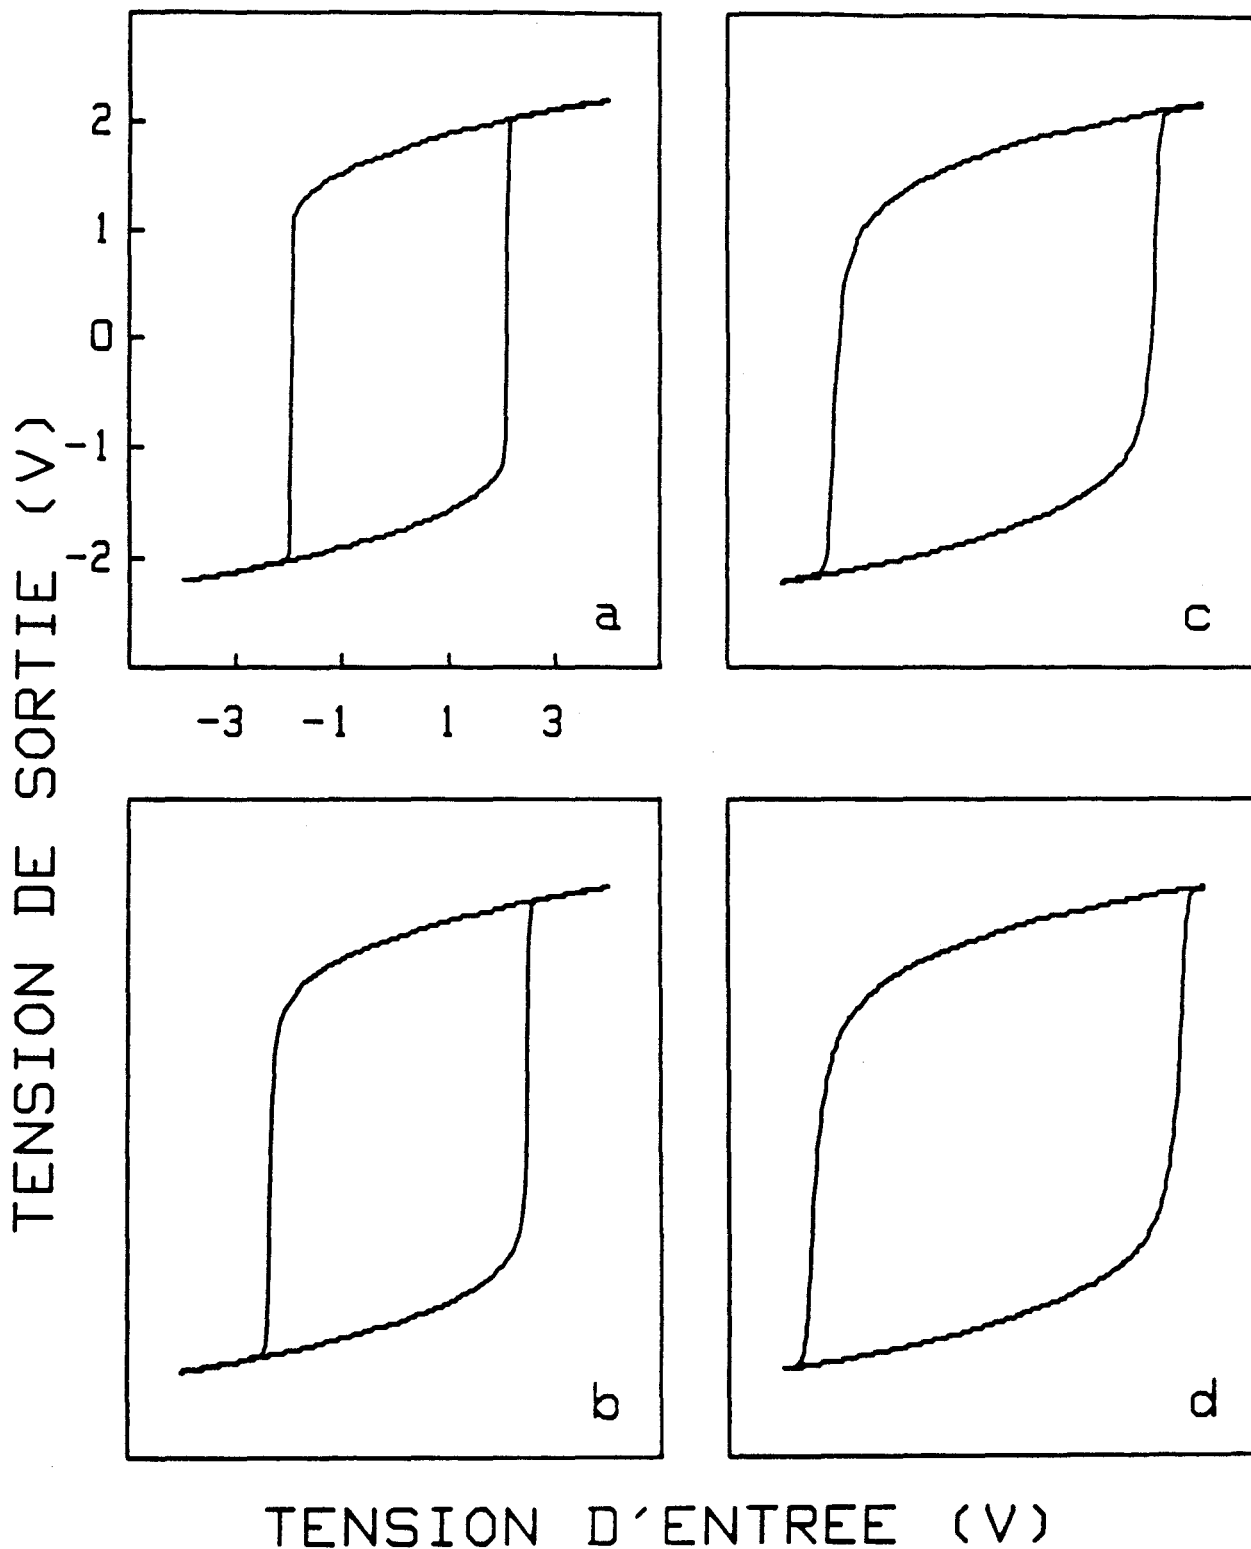 TENSION DE SORTIE (V)
2
1
0
-1
-2
a
-3 -1 1 3
c
b
d
TENSION D'ENTREE (V)